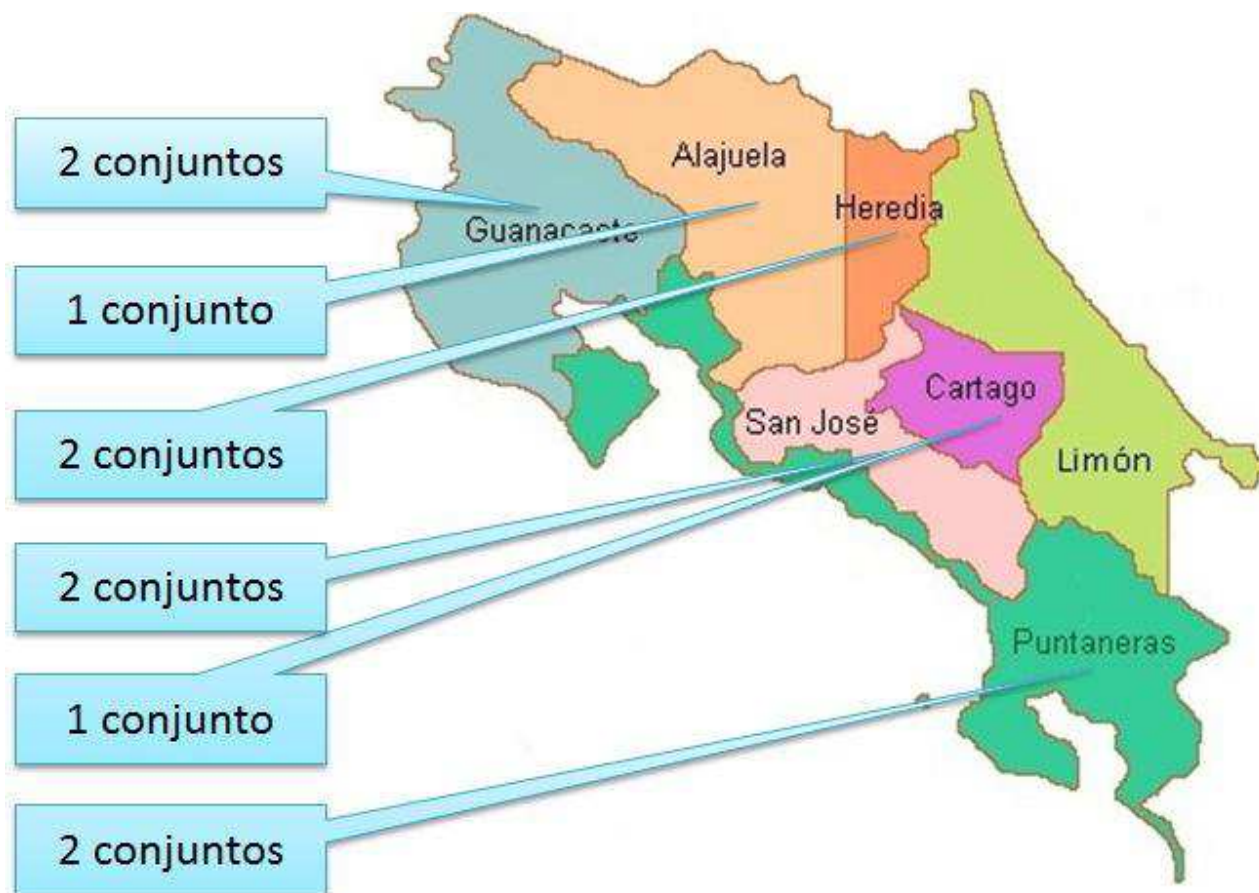 2 conjuntos
1 conjunto
2 conjuntos
2 conjuntos
1 conjunto
2 conjuntos
Alajuela
Heredia
Guanacaste
Cartago
San José
Limón
Puntaneras